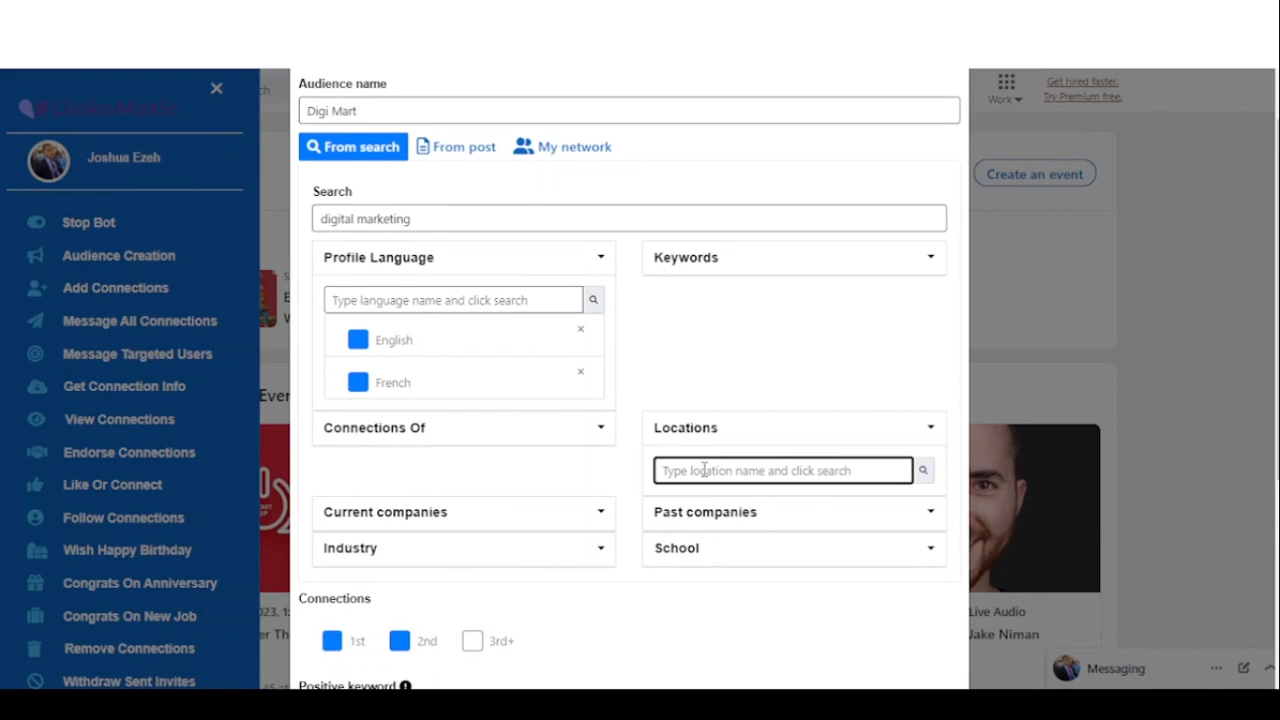 Audience name
Digi Mart
From search
From post
My network
Search
digital marketing
Profile Language
Keywords
Type language name and click search
English
French
Connections Of
Locations
Type location name and click search
Current companies
Past companies
Industry
School
Connections
1st
2nd
3rd+
Positive keyword
LinkoMatic
Joshua Ezeh
Stop Bot
Audience Creation
Add Connections
Message All Connections
Message Targeted Users
Get Connection Info
View Connections
Endorse Connections
Like Or Connect
Follow Connections
Wish Happy Birthday
Congrats On Anniversary
Congrats On New Job
Remove Connections
Withdraw Sent Invites
Work
Get hired faster.
Try Premium free.
Create an event
Live Audio
Jake Niman
Messaging